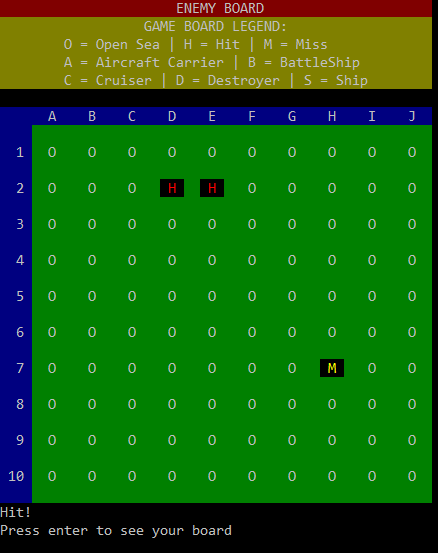 ENEMY BOARD
GAME BOARD LEGEND:
O = Open Sea | H = Hit | M = Miss
A = Aircraft Carrier | B = BattleShip
C = Cruiser | D = Destroyer | S = Ship
A B C D E F G H I J
1 O O O O O O O O O O
2 O O O H H O O O O O
3 O O O O O O O O O O
4 O O O O O O O O O O
5 O O O O O O O O O O
6 O O O O O O O O O O
7 O O O O O O O M O O
8 O O O O O O O O O O
9 O O O O O O O O O O
10 O O O O O O O O O O
Hit!
Press enter to see your board